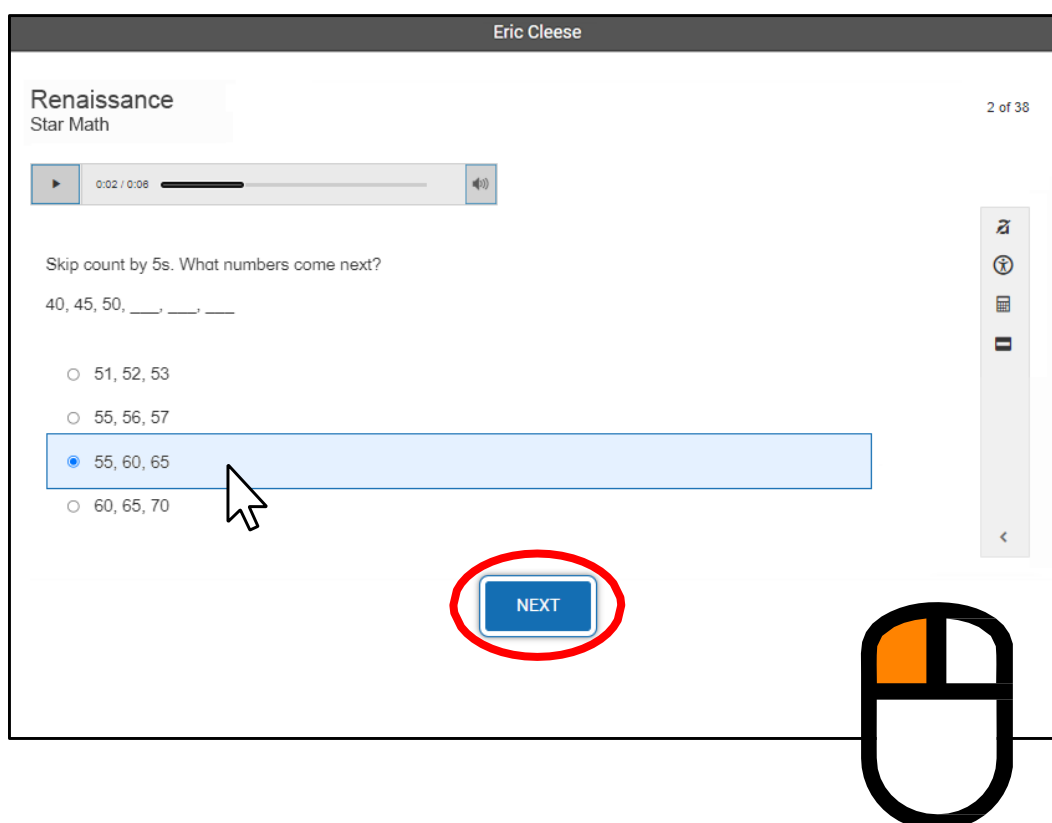 Eric Cleese
Renaissance
Star Math
2 of 38
0:02 / 0:06
Skip count by 5s. What numbers come next?
40, 45, 50, ___, ___, ___
51, 52, 53
55, 56, 57
55, 60, 65
60, 65, 70
NEXT